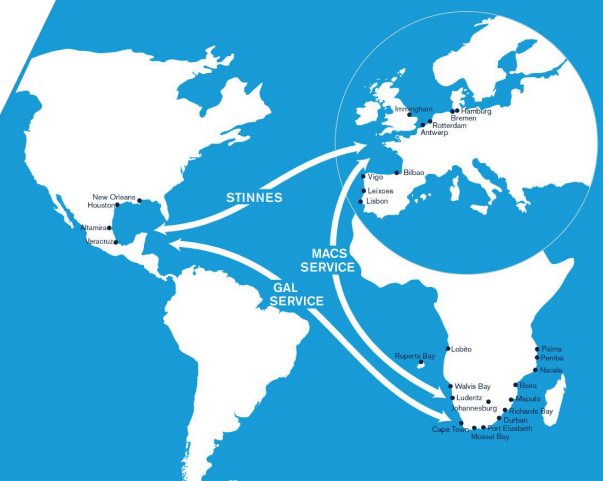 Immingham
Hamburg
Bremen
Rotterdam
Antwerp
Bilbao
Vigo
Leixoes
Lisbon
New Orleans
Houston
Altamira
Veracruz
STINNES
MACS
SERVICE
GAL
SERVICE
Ruperts Bay
Lobito
Palma
Pemba
Nacala
Walvis Bay
Beira
Luderitz
Maputo
Johannesburg
Richards Bay
Durban
Cape Town
Port Elizabeth
Mossel Bay